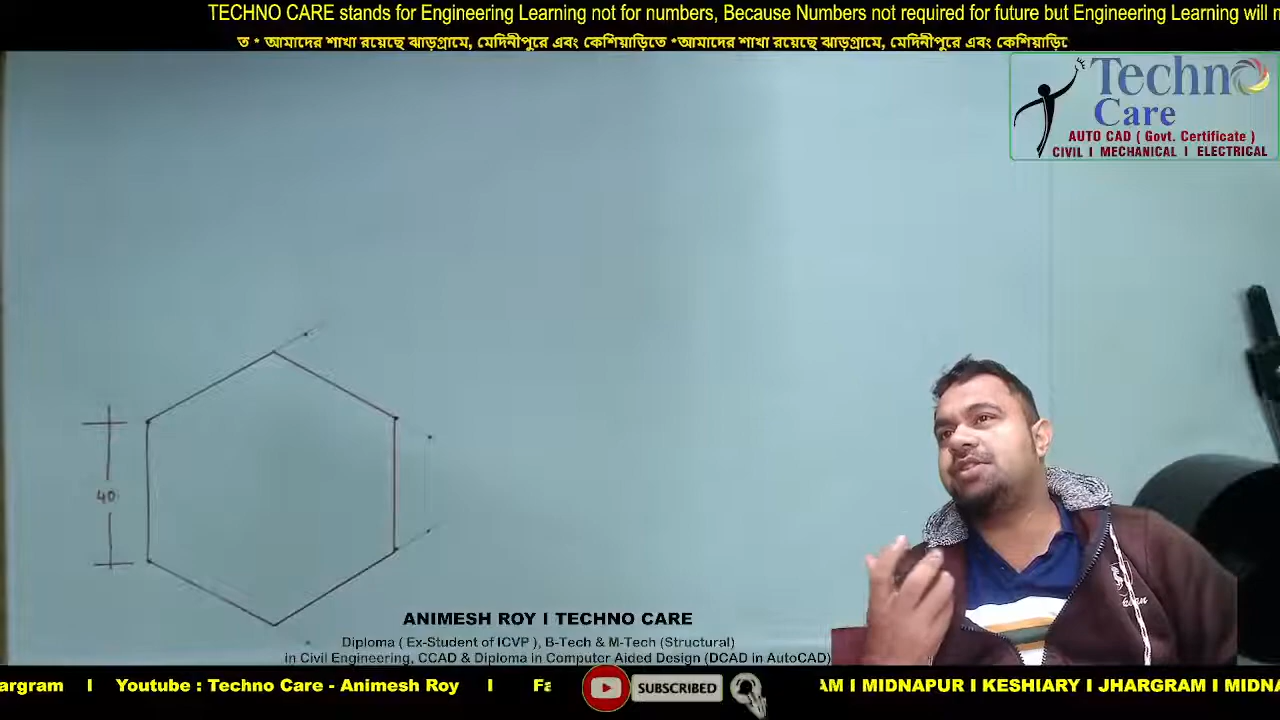 TECHNO CARE stands for Engineering Learning not for numbers, Because Numbers not required for future but Engineering Learning will
ত * আমাদের শাখা রয়েছে ঝাড়গ্রামে, মেদিনীপুরে এবং কেশিয়াড়িতে *আমাদের শাখা রয়েছে ঝাড়গ্রামে, মেদিনীপুরে এবং কেশিয়াড়ি
Techno
Care
AUTO CAD ( Govt. Certificate )
CIVIL I MECHANICAL I ELECTRICAL
40
ANIMESH ROY I TECHNO CARE
Diploma ( Ex-Student of ICVP ), B-Tech & M-Tech (Structural)
in Civil Engineering, CCAD & Diploma in Computer Aided Design (DCAD in AutoCAD)
argram I Youtube : Techno Care - Animesh Roy I Fa SUBSCRIBED AM I MIDNAPUR I KESHIARY I JHARGRAM I MIDNA